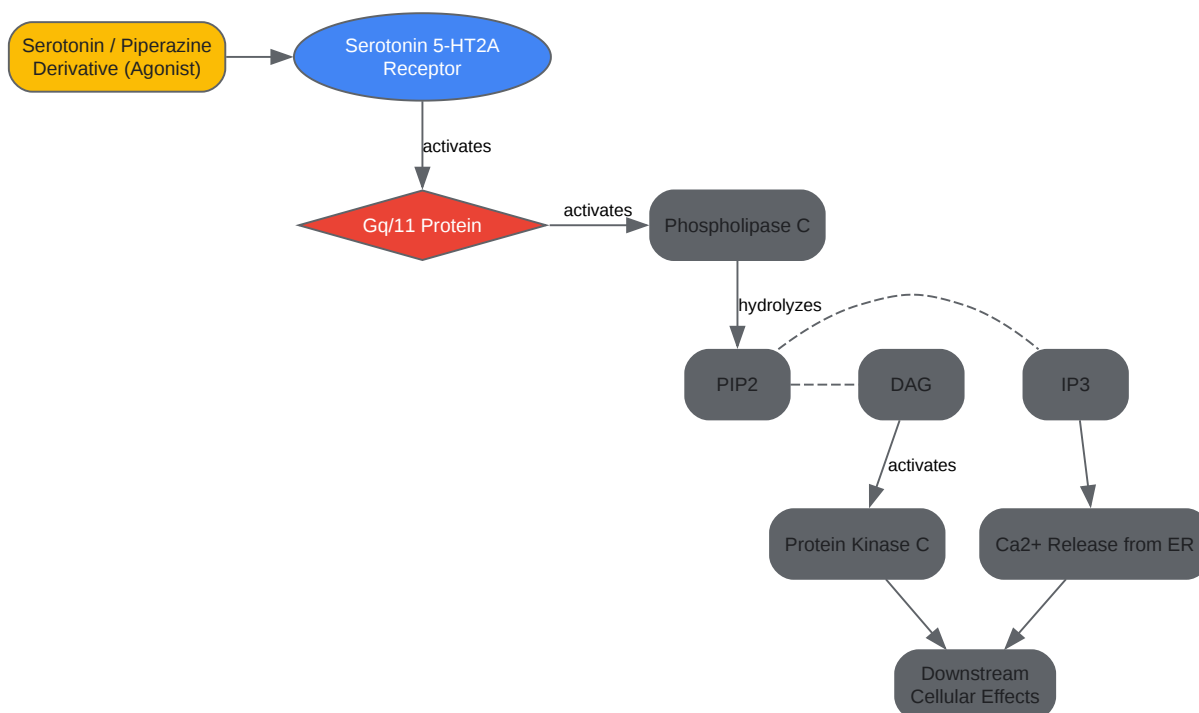 Serotonin / Piperazine
Derivative (Agonist)
Serotonin 5-HT2A
Receptor
activates
Gq/11 Protein
activates
Phospholipase C
hydrolyzes
PIP2
DAG
IP3
activates
Protein Kinase C
Ca2+ Release from ER
Downstream
Cellular Effects